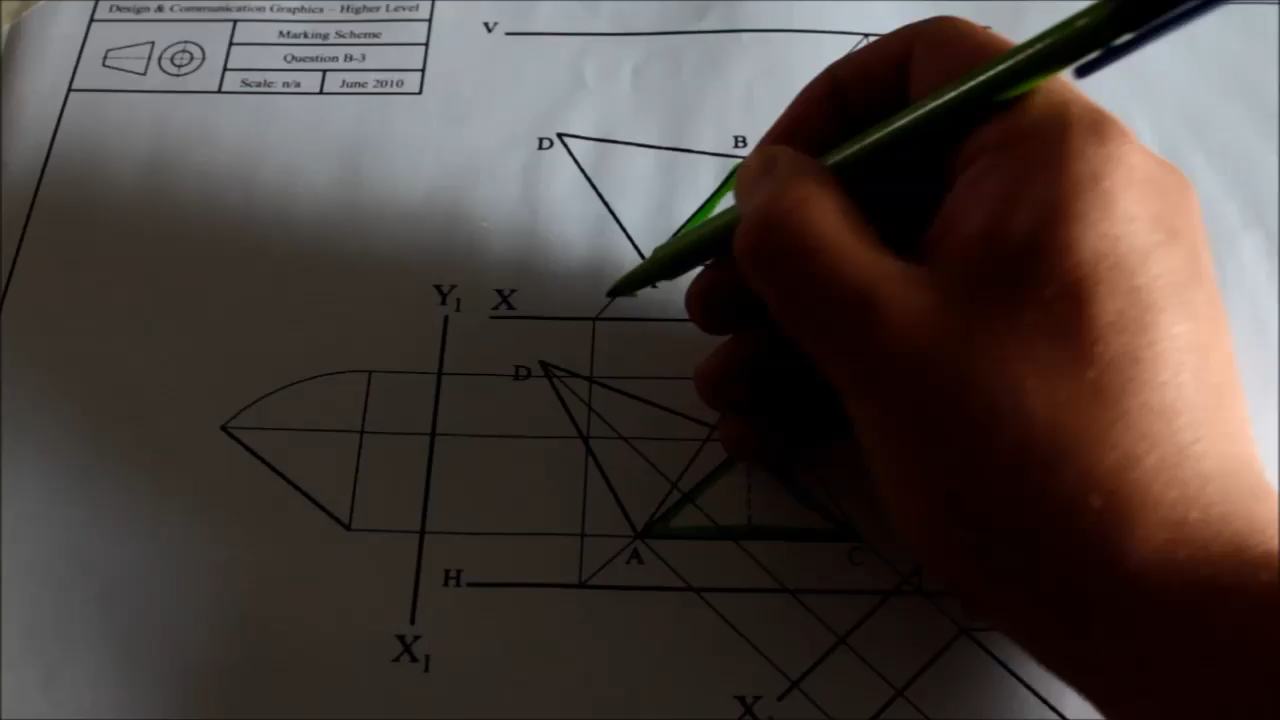 Design & Communication Graphics – Higher Level
Marking Scheme
Question B-3
Scale: n/a
June 2010
V
D
B
Y1
X
D
A
C
H
X1
X